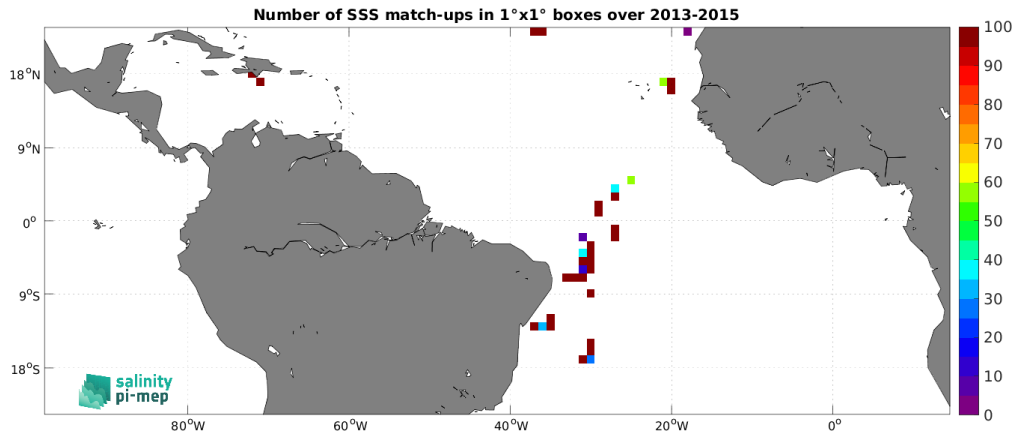 Number of SSS match-ups in 1°x1° boxes over 2013-2015
18°N
9°N
0°
9°S
18°S
80°W
60°W
40°W
20°W
0°
100
90
80
70
60
50
40
30
20
10
0
salinity
pi-mep